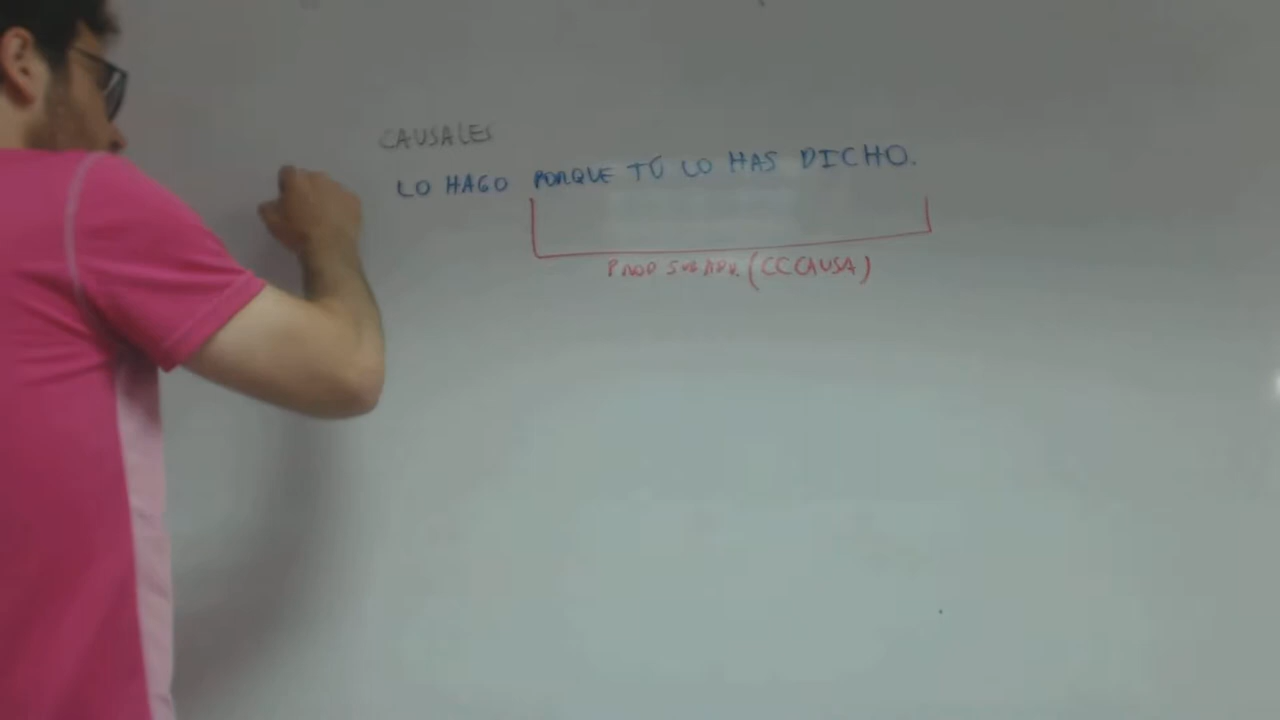 CAUSALES
LO HAGO PORQUE TÚ LO HAS DICHO.
PROP SUB ADV. (CC CAUSA)